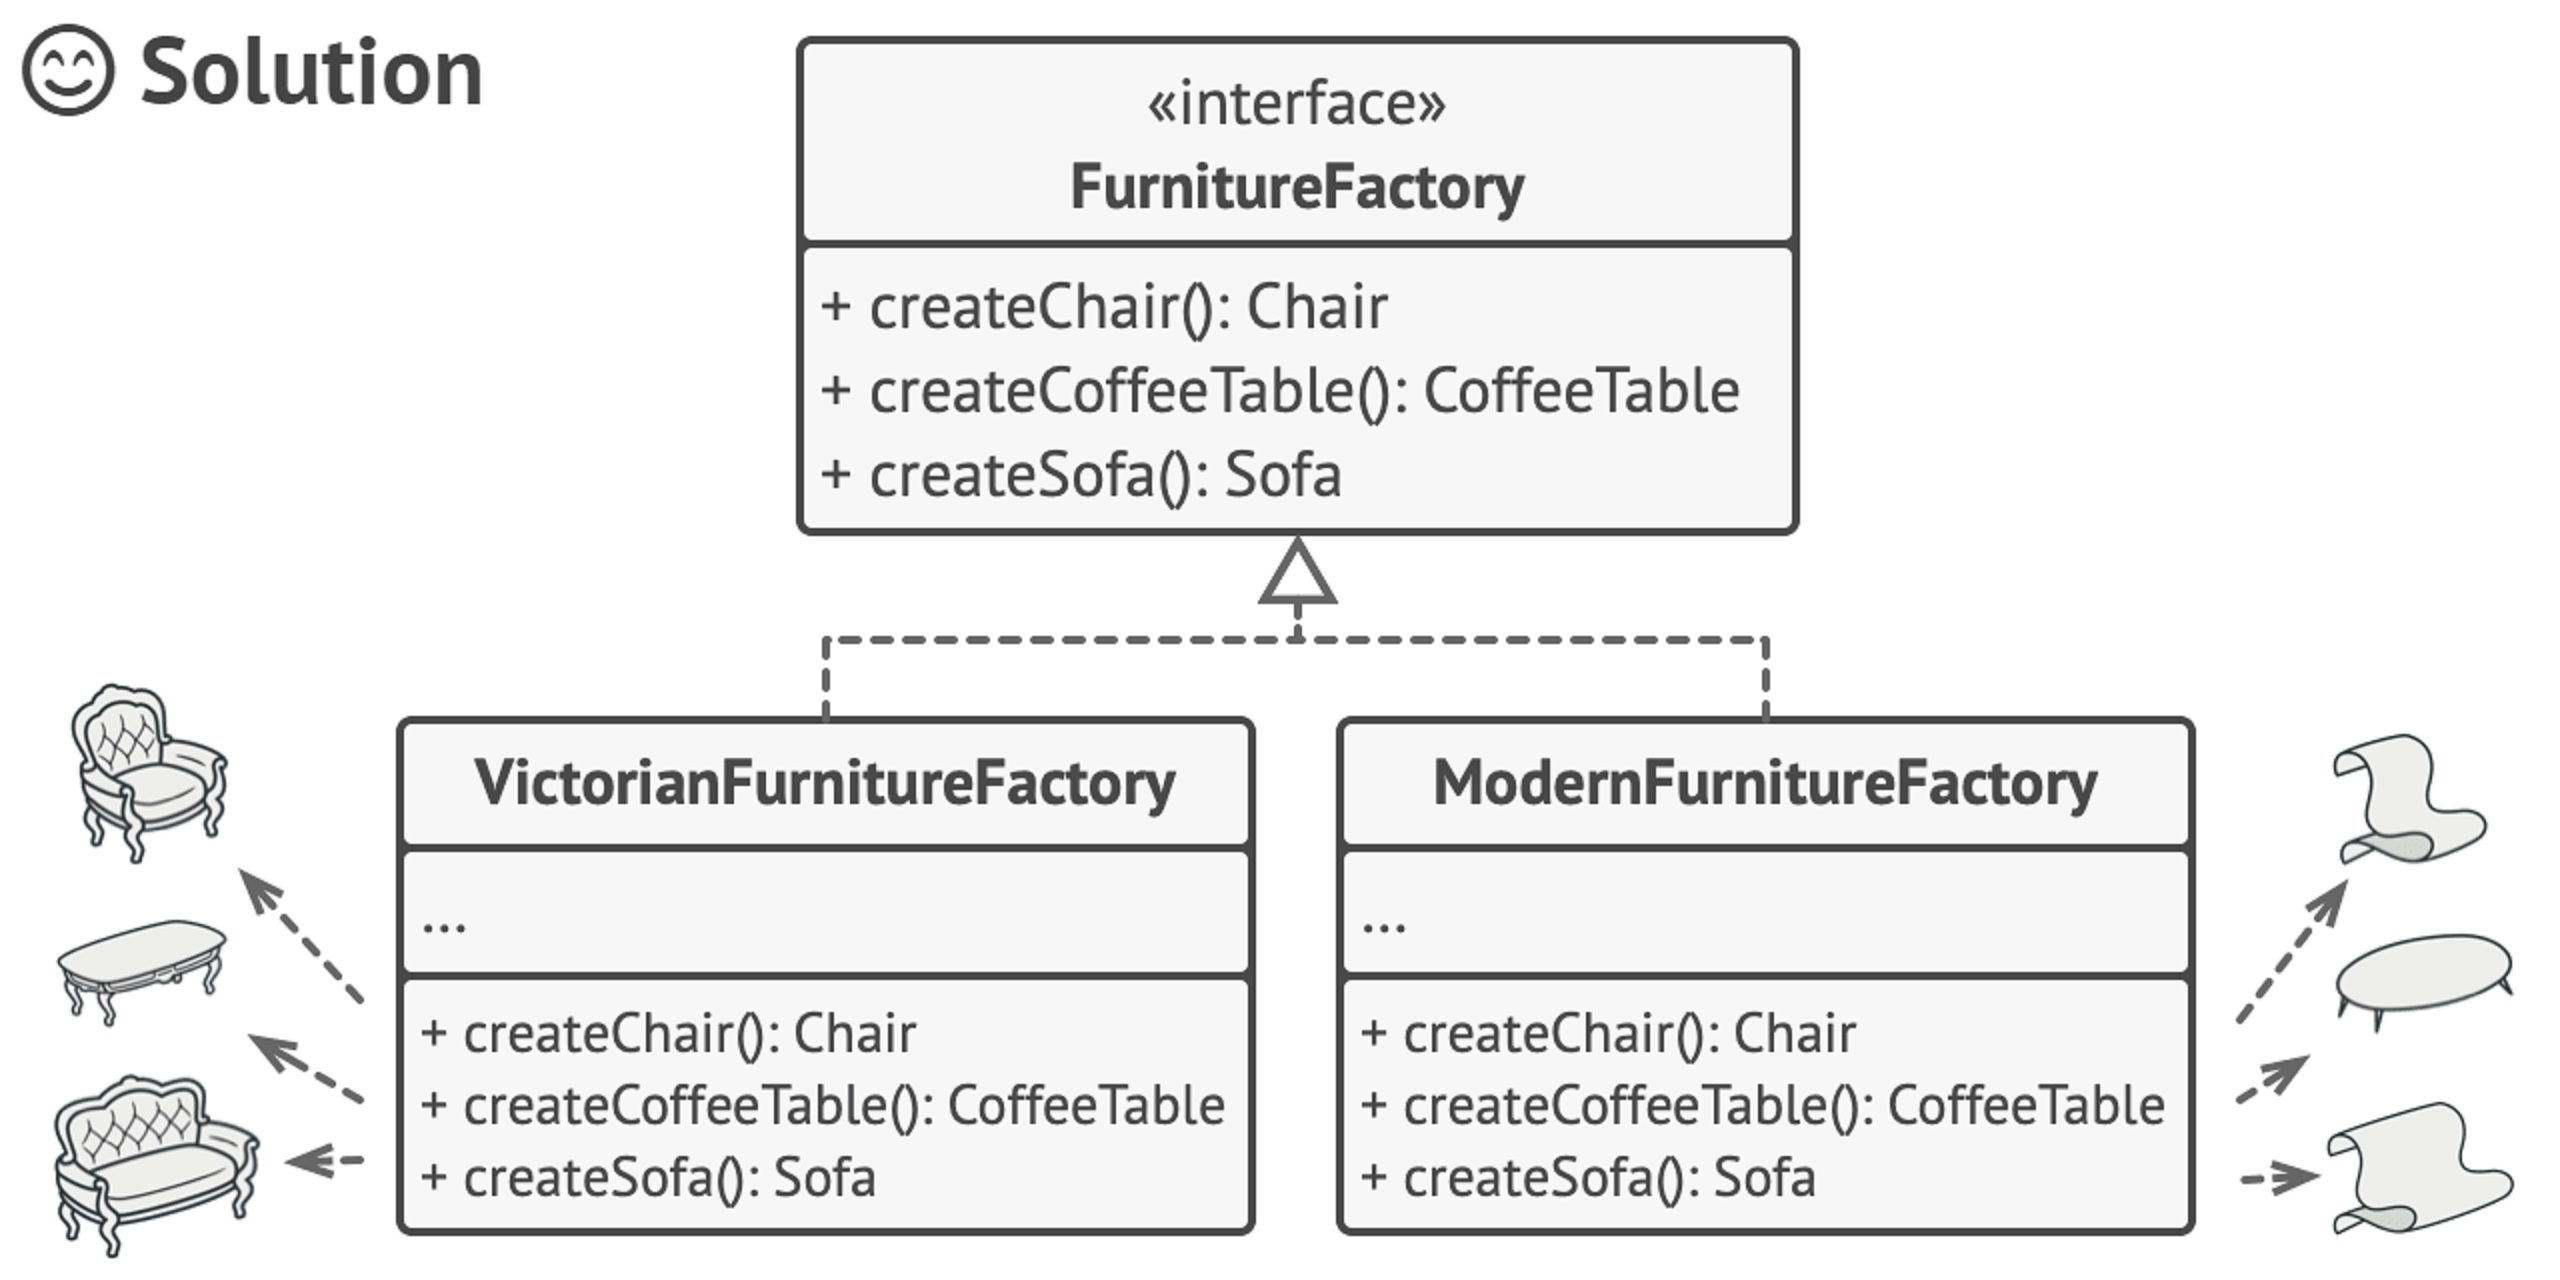 Solution
«interface»
FurnitureFactory
+ createChair(): Chair
+ createCoffeeTable(): CoffeeTable
+ createSofa(): Sofa
VictorianFurnitureFactory
...
+ createChair(): Chair
+ createCoffeeTable(): CoffeeTable
+ createSofa(): Sofa
ModernFurnitureFactory
...
+ createChair(): Chair
+ createCoffeeTable(): CoffeeTable
+ createSofa(): Sofa